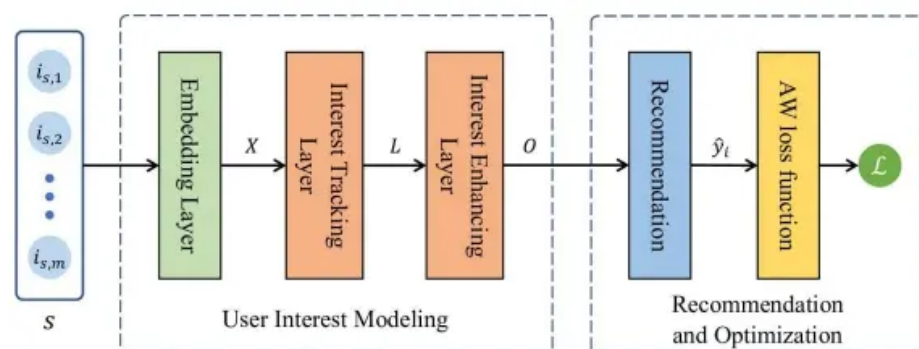 i_{s,1}
i_{s,2}
i_{s,m}
S
Embedding Layer
X
Interest Tracking
Layer
L
Interest Enhancing
Layer
O
User Interest Modeling
Recommendation
ŷ_i
AW loss function
ℒ
Recommendation
and Optimization